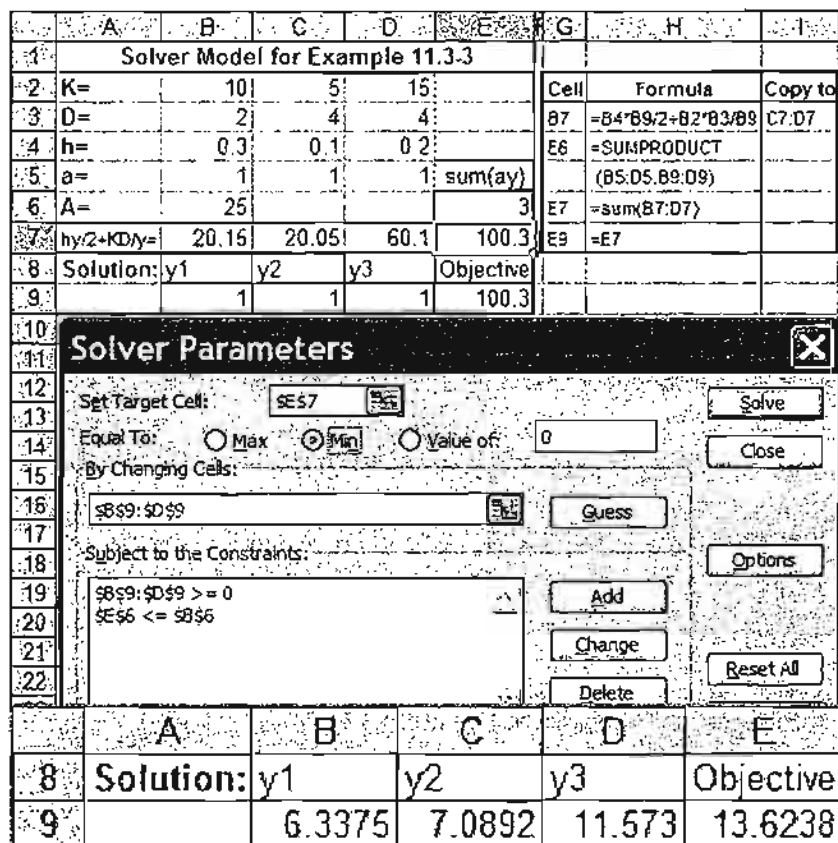 A B C D E G H I
1 Solver Model for Example 11.3-3
2 K= 10 5 15 Cell Formula Copy to
3 D= 2 4 4 B7 =B4*B9/2+B2*B3/B9 C7:D7
4 h= 0.3 0.1 0.2 E6 =SUMPRODUCT
5 a= 1 1 1 sum(ay) (B5:D5,B9:D9)
6 A= 25 3 E7 =sum(B7:D7)
7 hy/2+KD/y= 20.15 20.05 60.1 100.3 E9 =E7
8 Solution: y1 y2 y3 Objective
9 1 1 1 100.3
10
11 Solver Parameters
12
Set Target Cell: $E$7 Solve
13
14 Equal To: Max Min Value of: 0 Close
15 By Changing Cells:
16 $B$9:$D$9 Guess
17
18 Subject to the Constraints: Options
19 $B$9:$D$9 >= 0 Add
20 $E$6 <= $B$6
21 Change Reset All
22 Delete
A B C D E
8 Solution: y1 y2 y3 Objective
9 6.3375 7.0892 11.573 13.6238